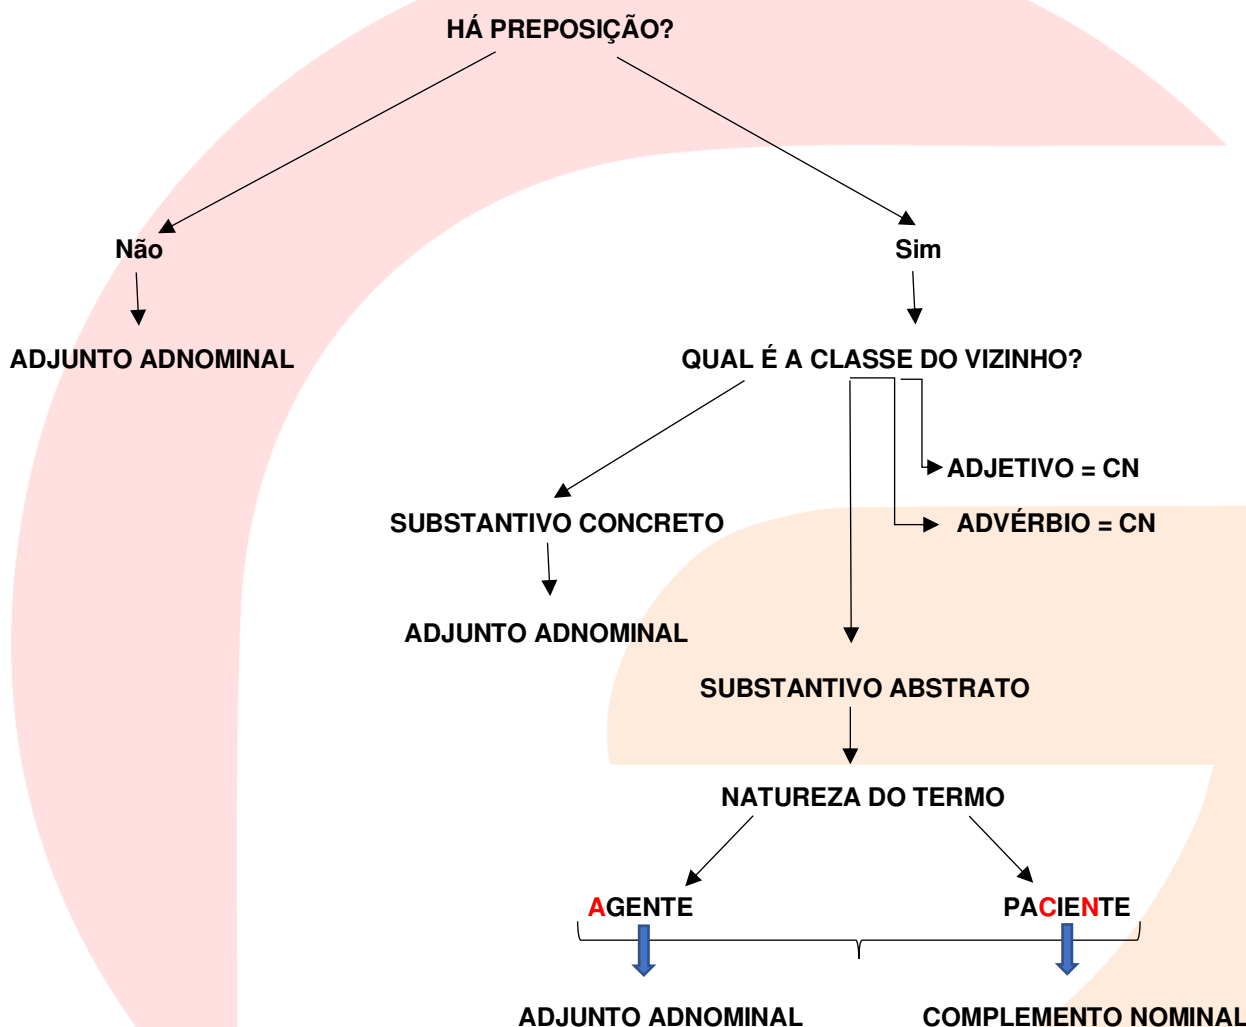 HÁ PREPOSIÇÃO?
Não
Sim
ADJUNTO ADNOMINAL
QUAL É A CLASSE DO VIZINHO?
ADJETIVO = CN
SUBSTANTIVO CONCRETO
ADVÉRBIO = CN
ADJUNTO ADNOMINAL
SUBSTANTIVO ABSTRATO
NATUREZA DO TERMO
AGENTE
PACIENTE
ADJUNTO ADNOMINAL
COMPLEMENTO NOMINAL